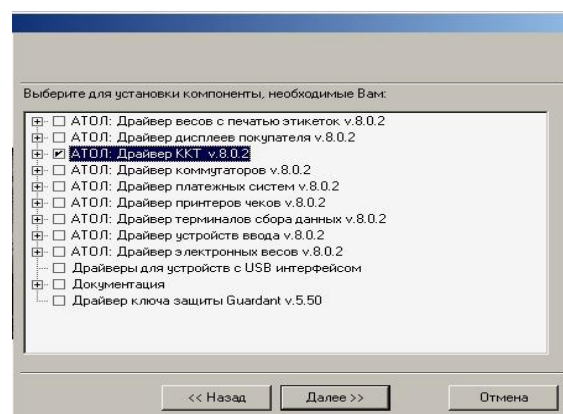 Выберите для установки компоненты, необходимые Вам:
АТОЛ: Драйвер весов с печатью этикеток v.8.0.2
АТОЛ: Драйвер дисплеев покупателя v.8.0.2
АТОЛ: Драйвер ККТ v.8.0.2
АТОЛ: Драйвер коммутаторов v.8.0.2
АТОЛ: Драйвер платежных систем v.8.0.2
АТОЛ: Драйвер принтеров чеков v.8.0.2
АТОЛ: Драйвер терминалов сбора данных v.8.0.2
АТОЛ: Драйвер устройств ввода v.8.0.2
АТОЛ: Драйвер электронных весов v.8.0.2
Драйверы для устройств с USB интерфейсом
Документация
Драйвер ключа защиты Guardant v.5.50
<< Назад Далее >> Отмена